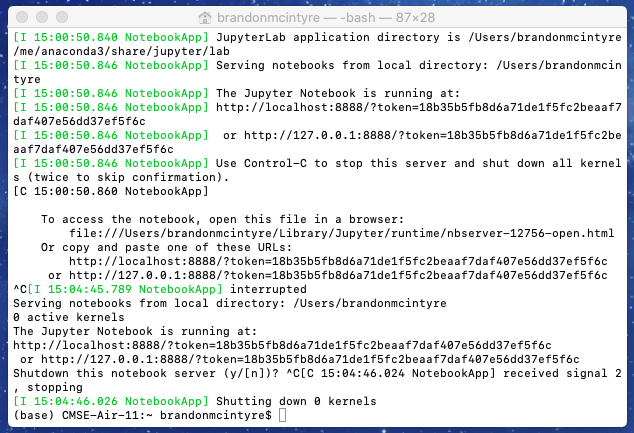 brandonmcintyre — -bash — 87×28
[I 15:00:50.840 NotebookApp] JupyterLab application directory is /Users/brandonmcintyre
/me/anaconda3/share/jupyter/lab
[I 15:00:50.846 NotebookApp] Serving notebooks from local directory: /Users/brandonmcin
tyre
[I 15:00:50.846 NotebookApp] The Jupyter Notebook is running at:
[I 15:00:50.846 NotebookApp] http://localhost:8888/?token=18b35b5fb8d6a71de1f5fc2beaaf7
daf407e56dd37ef5f6c
[I 15:00:50.846 NotebookApp]  or http://127.0.0.1:8888/?token=18b35b5fb8d6a71de1f5fc2be
aaf7daf407e56dd37ef5f6c
[I 15:00:50.846 NotebookApp] Use Control-C to stop this server and shut down all kernel
s (twice to skip confirmation).
[C 15:00:50.860 NotebookApp]
    To access the notebook, open this file in a browser:
        file:///Users/brandonmcintyre/Library/Jupyter/runtime/nbserver-12756-open.html
    Or copy and paste one of these URLs:
        http://localhost:8888/?token=18b35b5fb8d6a71de1f5fc2beaaf7daf407e56dd37ef5f6c
     or http://127.0.0.1:8888/?token=18b35b5fb8d6a71de1f5fc2beaaf7daf407e56dd37ef5f6c
^C[I 15:04:45.789 NotebookApp] interrupted
Serving notebooks from local directory: /Users/brandonmcintyre
0 active kernels
The Jupyter Notebook is running at:
http://localhost:8888/?token=18b35b5fb8d6a71de1f5fc2beaaf7daf407e56dd37ef5f6c
 or http://127.0.0.1:8888/?token=18b35b5fb8d6a71de1f5fc2beaaf7daf407e56dd37ef5f6c
Shutdown this notebook server (y/[n])? ^C[C 15:04:46.024 NotebookApp] received signal 2
, stopping
[I 15:04:46.026 NotebookApp] Shutting down 0 kernels
(base) CMSE-Air-11:~ brandonmcintyre$